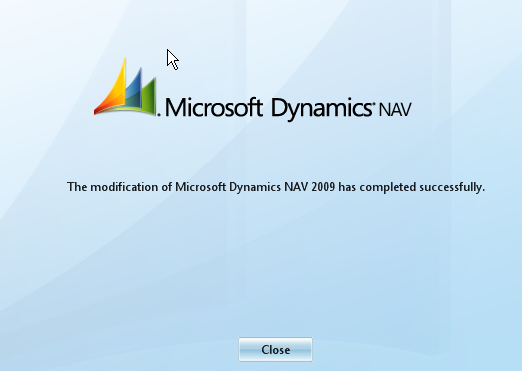 Microsoft Dynamics® NAV
The modification of Microsoft Dynamics NAV 2009 has completed successfully.
Close